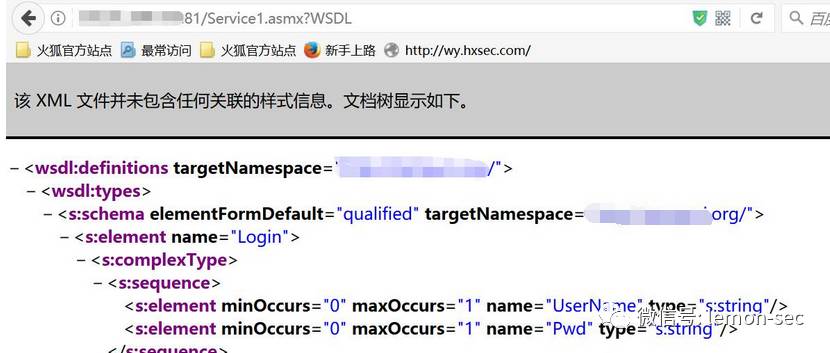 81/Service1.asmx?WSDL
百度
火狐官方站点 最常访问 火狐官方站点 新手上路 http://wy.hxsec.com/
该 XML 文件并未包含任何关联的样式信息。文档树显示如下。
– <wsdl:definitions targetNamespace="/">
– <wsdl:types>
– <s:schema elementFormDefault="qualified" targetNamespace=org/">
– <s:element name="Login">
– <s:complexType>
– <s:sequence>
<s:element minOccurs="0" maxOccurs="1" name="UserName" type="s:string"/>
<s:element minOccurs="0" maxOccurs="1" name="Pwd" type="s:string"/>
</s:sequence>
微信号: lemon-sec